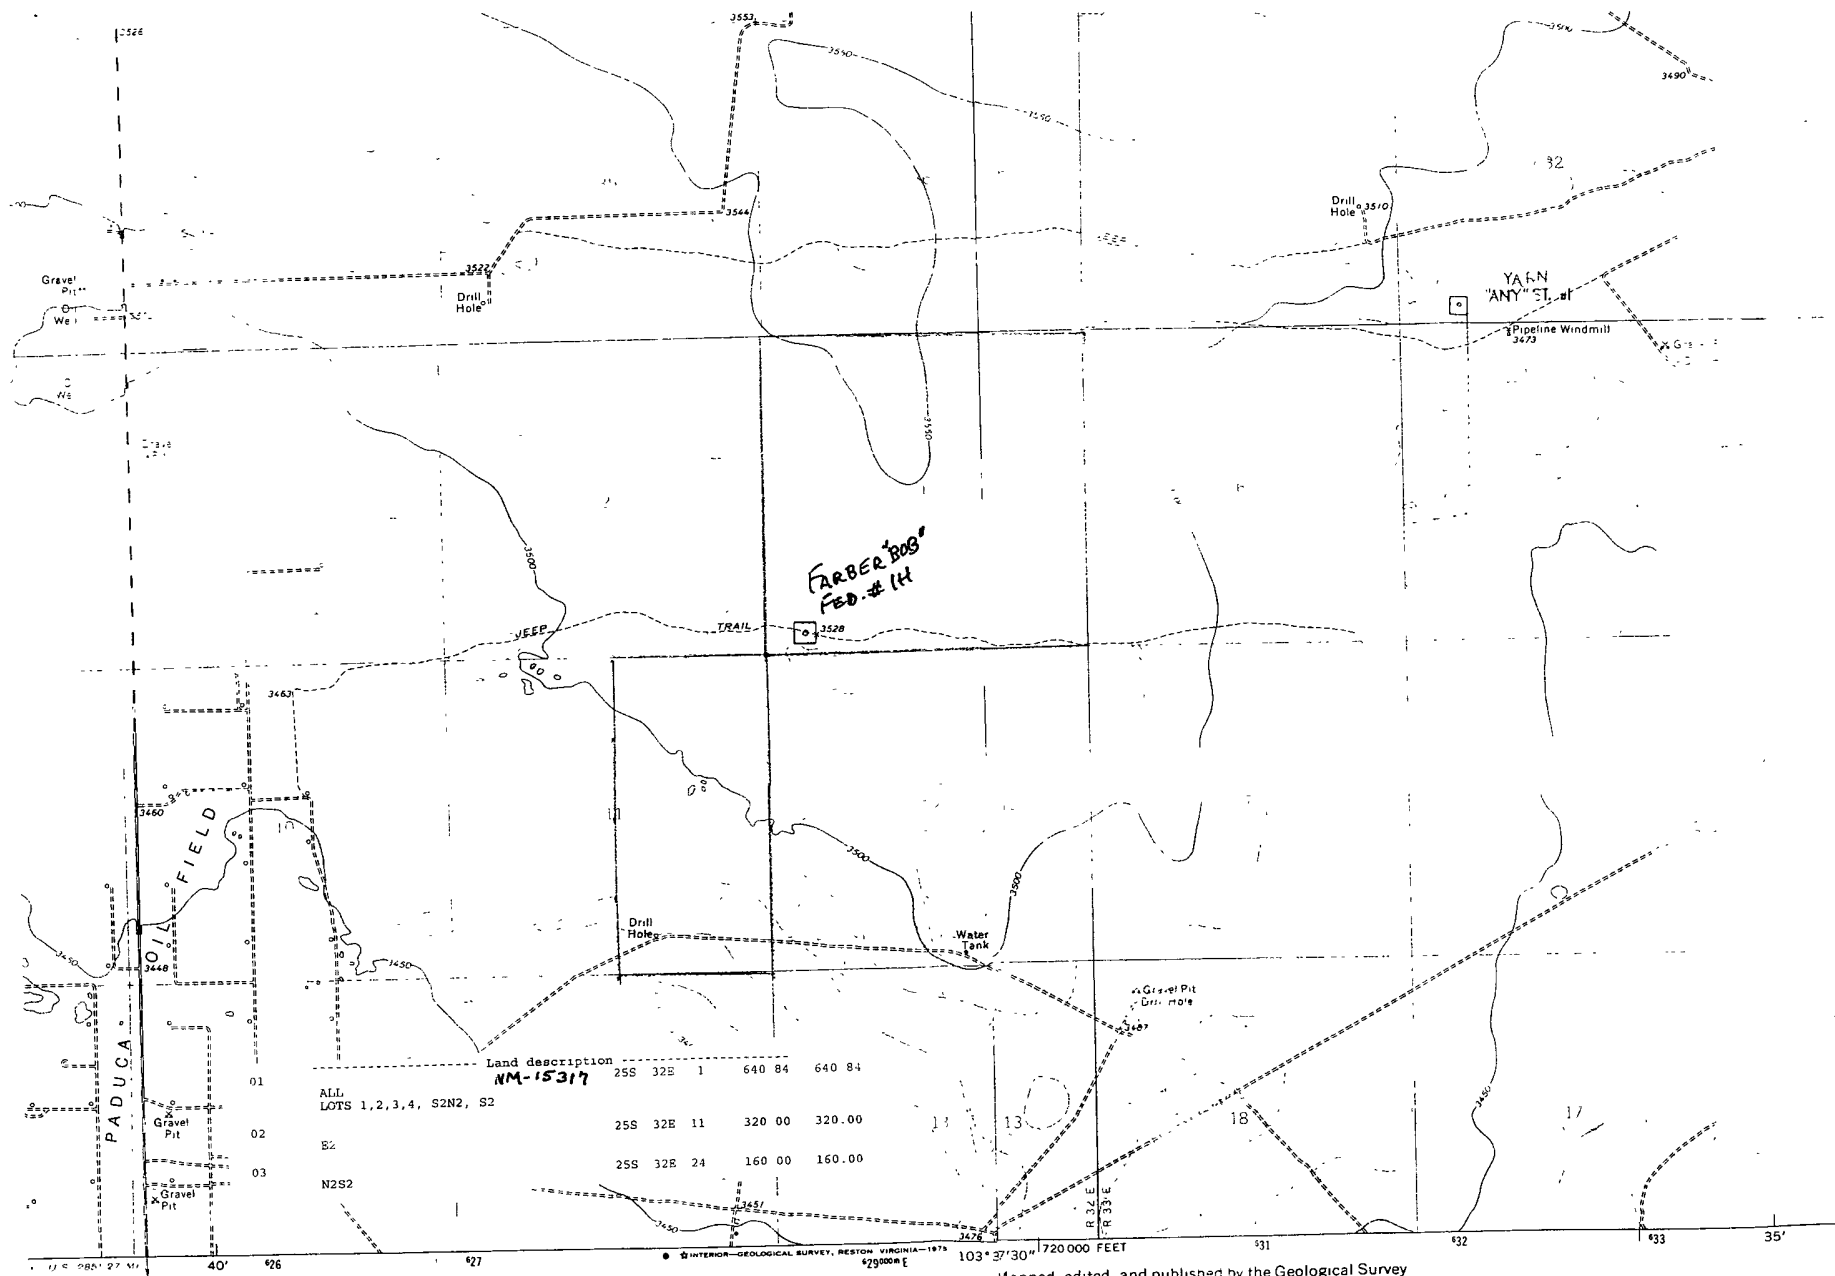 3526
3553
3550
3500
3490
3550
32
3544
Drill
Hole
3510
3522
Gravel
Pit
Drill
Hole
YARN
"ANY" ST. #1
Pipeline Windmill
3473
3550
3500
FARBER "BOB"
FED. #1H
JEEP
TRAIL
3528
3463
3460
OIL FIELD
11
3500
3500
Drill
Hole
Water
Tank
3450
3448
3450
Gravel Pit
Drill Hole
3487
PADUCA
Land description
NM-15317
01
25S 32E 1 640 84 640 84
ALL
LOTS 1,2,3,4, S2N2, S2
02
25S 32E 11 320 00 320.00
E2
03
25S 32E 24 160 00 160.00
N2S2
Gravel
Pit
Gravel
Pit
13
18
17
3450
R 32 E
R 33 E
3451
3450
3476
40'
626
627
INTERIOR—GEOLOGICAL SURVEY, RESTON VIRGINIA—1975
629000m E
103° 37'30"
720 000 FEET
631
632
633
35'
Mapped, edited, and published by the Geological Survey